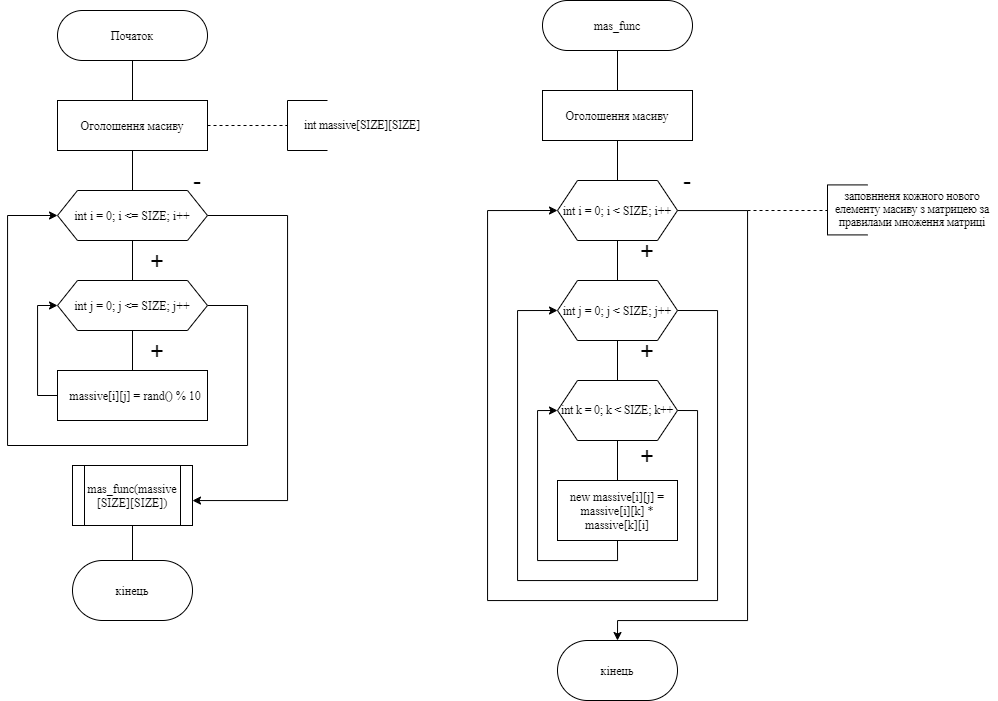 Початок
Оголошення масиву
int massive[SIZE][SIZE]
-
int i = 0; i <= SIZE; i++
+
int j = 0; j <= SIZE; j++
+
massive[i][j] = rand() % 10
mas_func(massive
[SIZE][SIZE])
кінець
mas_func
Оголошення масиву
-
int i = 0; i < SIZE; i++
заповнненя кожного нового
елементу масиву з матрицею за
правилами множення матриці
+
int j = 0; j < SIZE; j++
+
int k = 0; k < SIZE; k++
+
new massive[i][j] =
massive[i][k] *
massive[k][i]
кінець